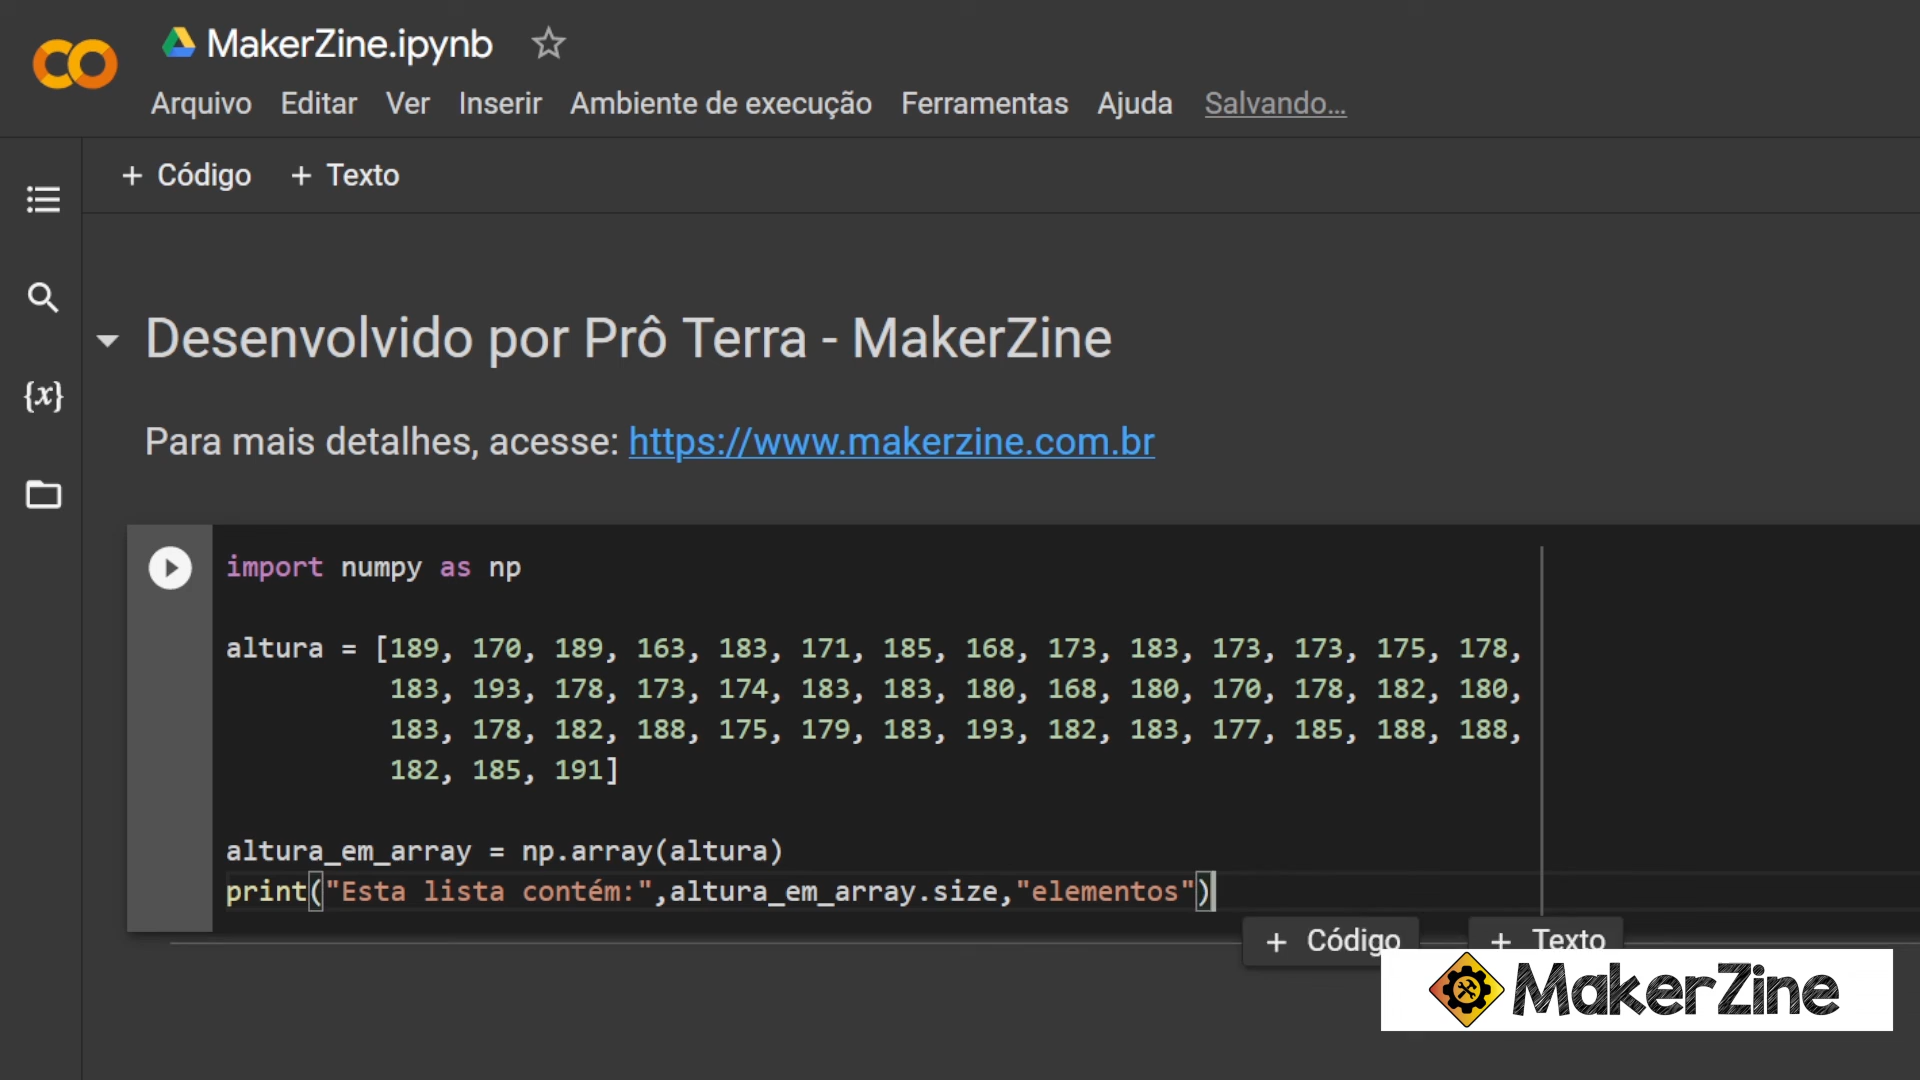 MakerZine.ipynb
Arquivo Editar Ver Inserir Ambiente de execução Ferramentas Ajuda Salvando...
+ Código + Texto
{x}
Desenvolvido por Prô Terra - MakerZine
Para mais detalhes, acesse: https://www.makerzine.com.br
import numpy as np
altura = [189, 170, 189, 163, 183, 171, 185, 168, 173, 183, 173, 173, 175, 178,
183, 193, 178, 173, 174, 183, 183, 180, 168, 180, 170, 178, 182, 180,
183, 178, 182, 188, 175, 179, 183, 193, 182, 183, 177, 185, 188, 188,
182, 185, 191]
altura_em_array = np.array(altura)
print("Esta lista contém:",altura_em_array.size,"elementos")
+ Código + Texto
MakerZine